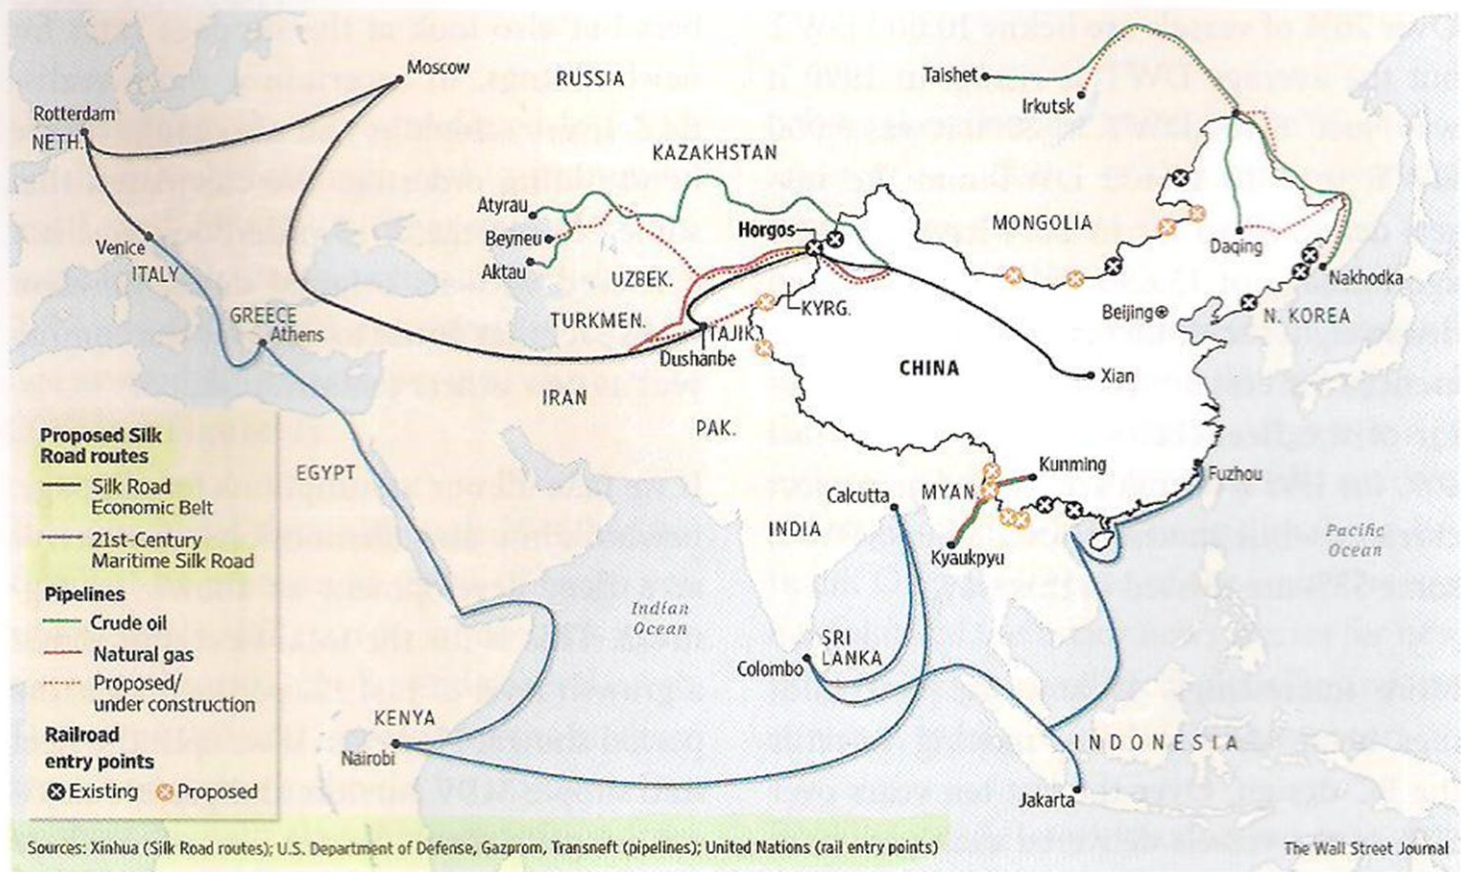 Moscow
RUSSIA
Taishet
Irkutsk
Rotterdam
NETH.
KAZAKHSTAN
Atyrau
Beyneu
Aktau
Horgos
MONGOLIA
Daqing
Nakhodka
Venice
ITALY
UZBEK.
KYRG.
Beijing
N. KOREA
GREECE
Athens
TURKMEN.
TAJIK.
Dushanbe
CHINA
Xian
IRAN
PAK.
EGYPT
Kunming
Fuzhou
Calcutta
MYAN.
INDIA
Kyaukpyu
Pacific
Ocean
Indian
Ocean
SRI
LANKA
Colombo
KENYA
Nairobi
INDONESIA
Jakarta
Proposed Silk
Road routes
Silk Road
Economic Belt
21st-Century
Maritime Silk Road
Pipelines
Crude oil
Natural gas
Proposed/
under construction
Railroad
entry points
Existing Proposed
Sources: Xinhua (Silk Road routes); U.S. Department of Defense, Gazprom, Transneft (pipelines); United Nations (rail entry points)
The Wall Street Journal